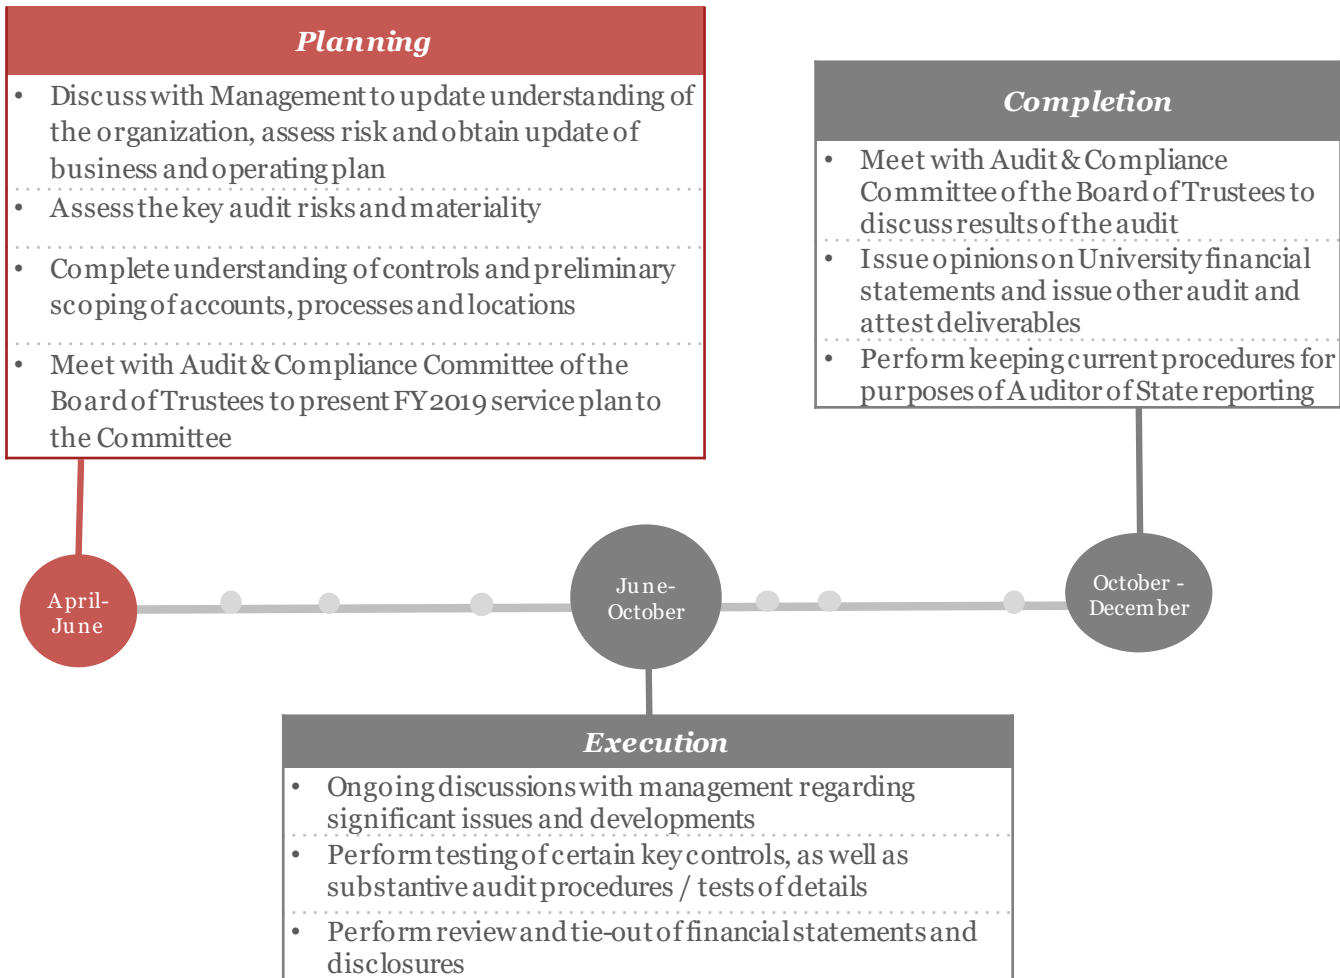 Planning
• Discuss with Management to update understanding of
the organization, assess risk and obtain update of
business and operating plan
• Assess the key audit risks and materiality
• Complete understanding of controls and preliminary
scoping of accounts, processes and locations
• Meet with Audit & Compliance Committee of the
Board of Trustees to present FY2019 service plan to
the Committee
Completion
• Meet with Audit & Compliance
Committee of the Board of Trustees to
discuss results of the audit
• Issue opinions on University financial
statements and issue other audit and
attest deliverables
• Perform keeping current procedures for
purposes of Auditor of State reporting
April-
June
June-
October
October -
December
Execution
• Ongoing discussions with management regarding
significant issues and developments
• Perform testing of certain key controls, as well as
substantive audit procedures / tests of details
• Perform review and tie-out of financial statements and
disclosures